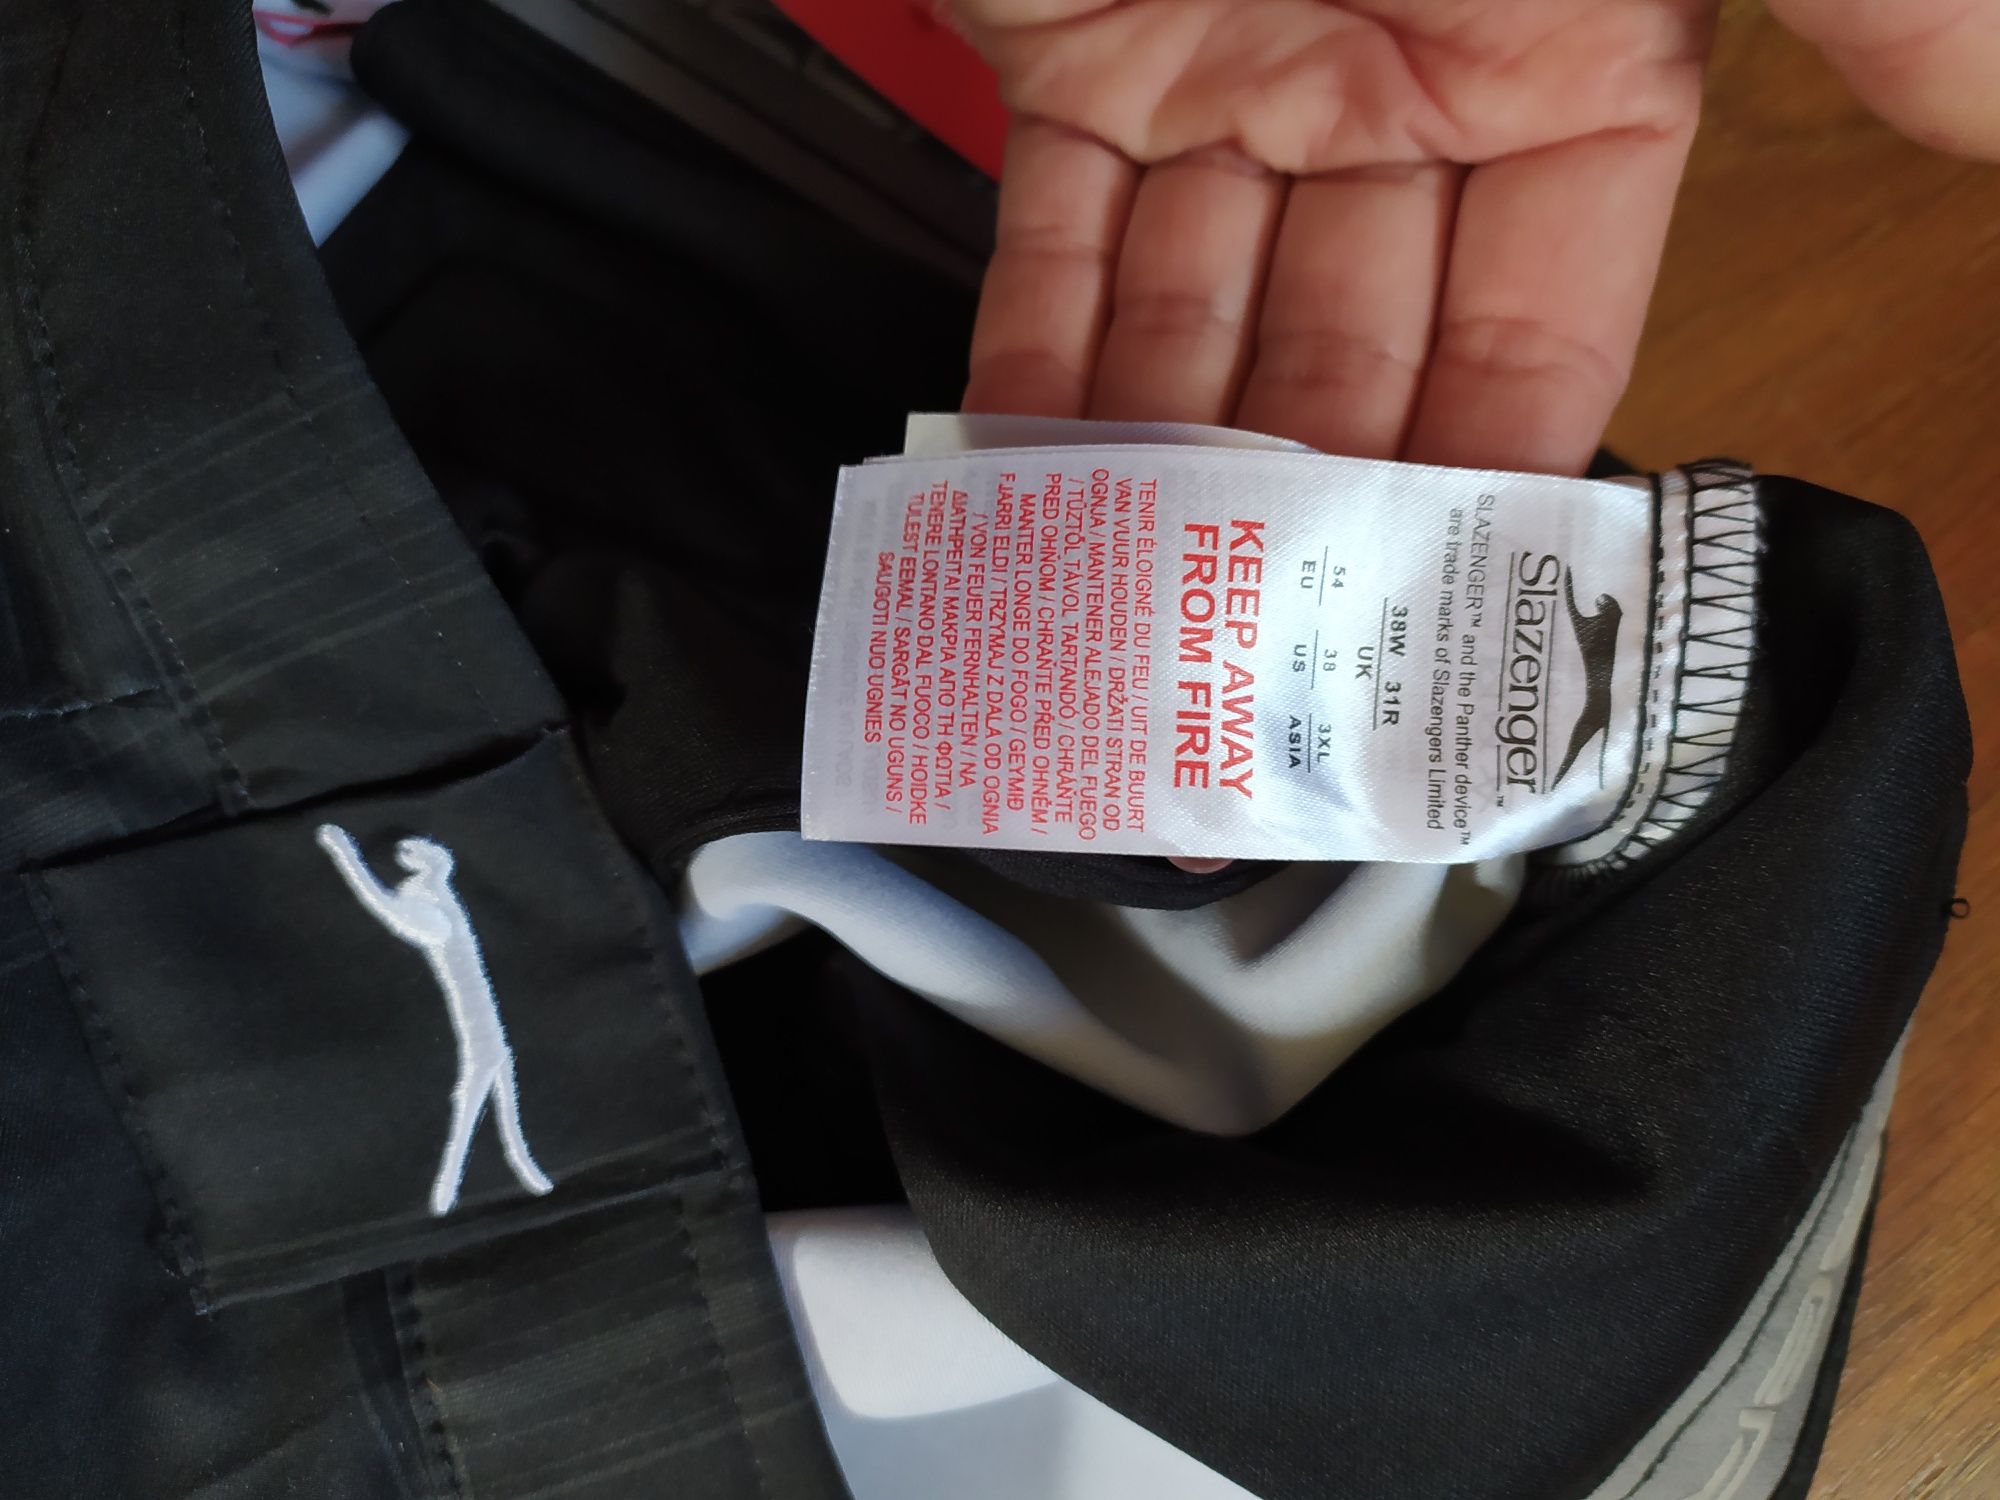 Slazenger™
SLAZENGER™ and the Panther device™
are trade marks of Slazengers Limited
38W 31R
UK
54 38 3XL
EU US ASIA
KEEP AWAY
FROM FIRE
TENIR ÉLOIGNÉ DU FEU / UIT DE BUURT
VAN VUUR HOUDEN / DRŽATI STRAN OD
OGNJA / MANTENER ALEJADO DEL FUEGO
/ TŰZTŐL TÁVOL TARTANDÓ / CHRÁNTE
PRED OHŇOM / CHRAŇTE PŘED OHNĚM /
MANTER LONGE DO FOGO / GEYMIÐ
FJARRI ELDI / TRZYMAJ Z DALA OD OGNIA
/ VON FEUER FERNHALTEN / NA
ΔΙΑΤΗΡΕΙΤΑΙ ΜΑΚΡΙΑ ΑΠΟ ΤΗ ΦΩΤΙΑ /
TENERE LONTANO DAL FUOCO / HOIDKE
TULEST EEMAL / SARGĀT NO UGUNS /
SAUGOTI NUO UGNIES